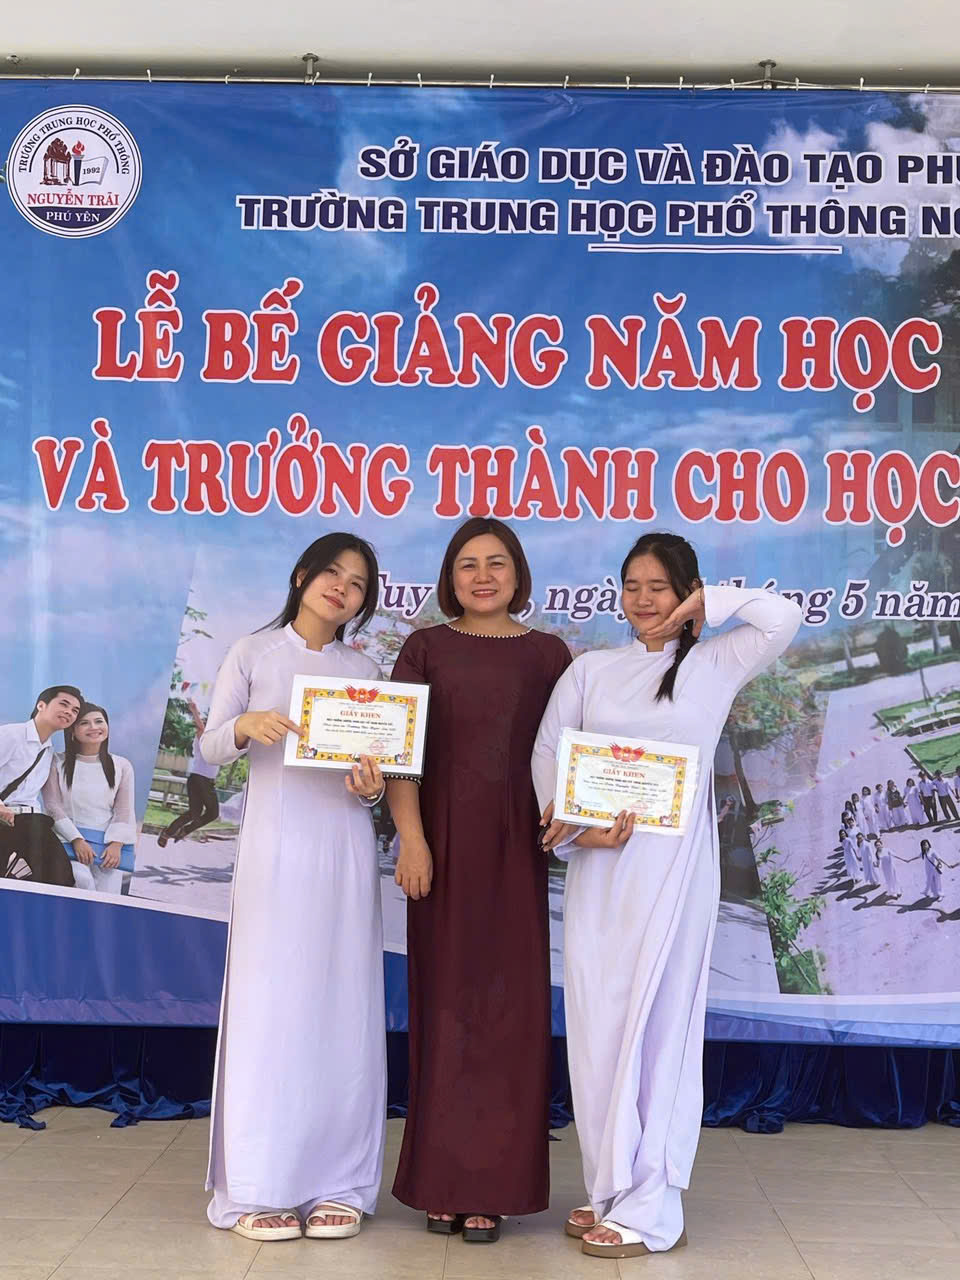 TRƯỜNG TRUNG HỌC PHỔ THÔNG
1992
NGUYỄN TRÃI
PHÚ YÊN
SỞ GIÁO DỤC VÀ ĐÀO TẠO PHÚ
TRƯỜNG TRUNG HỌC PHỔ THÔNG NG
LỄ BẾ GIẢNG NĂM HỌC
VÀ TRƯỞNG THÀNH CHO HỌC
Tuy ngày tháng 5 năm
GIẤY KHEN
GIẤY KHEN